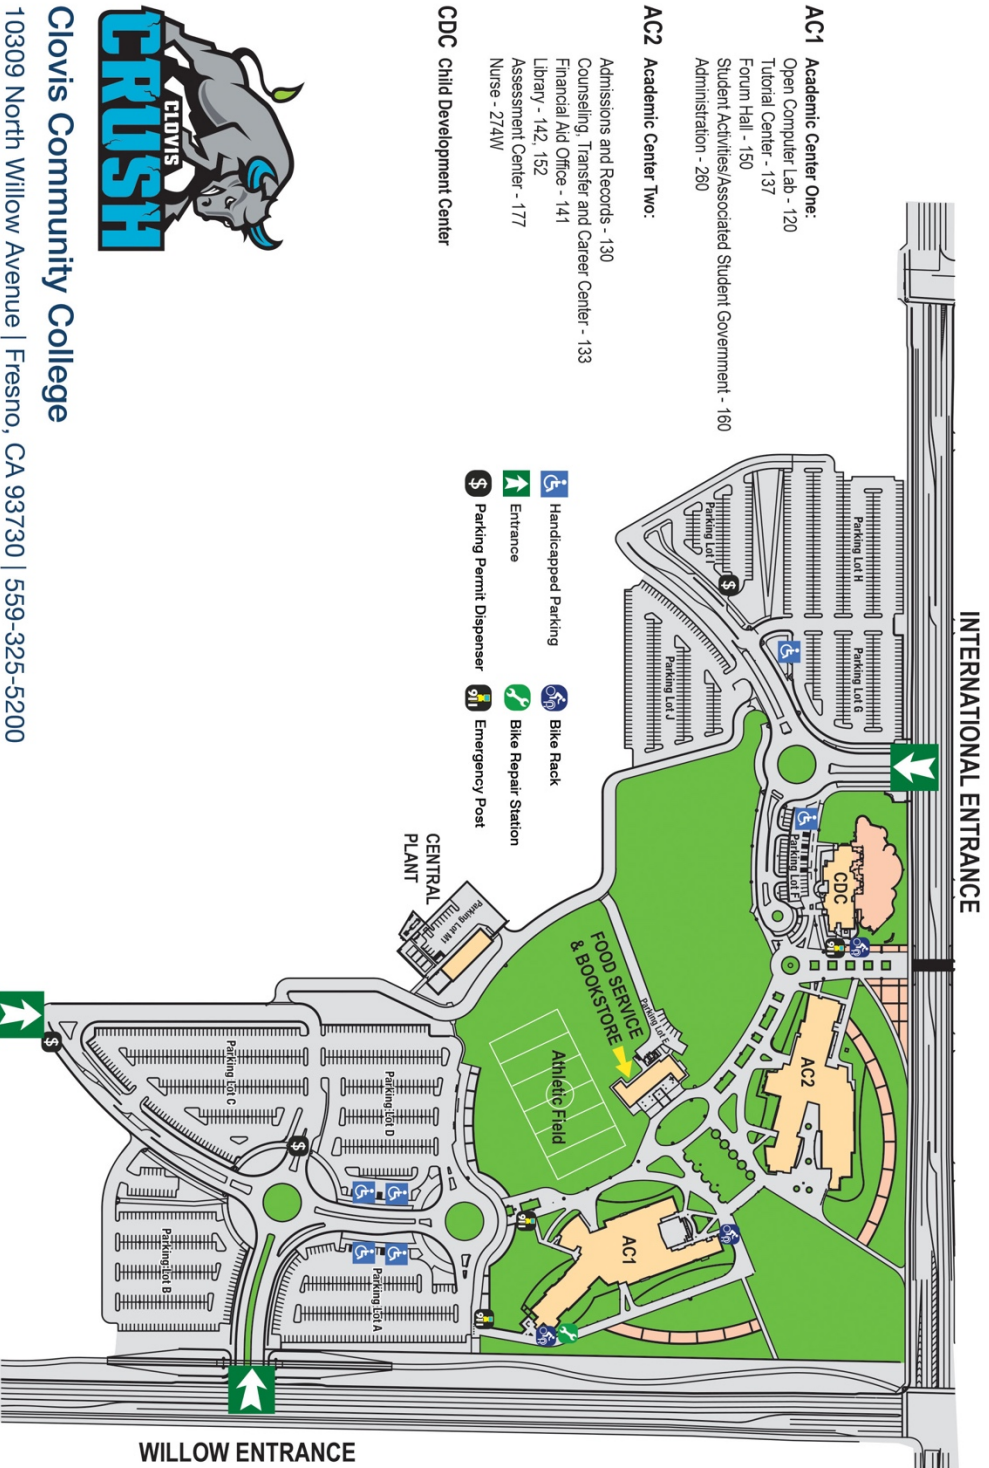 AC1 Academic Center One:
Open Computer Lab - 120
Tutorial Center - 137
Forum Hall - 150
Student Activities/Associated Student Government - 160
Administration - 260
AC2 Academic Center Two:
Admissions and Records - 130
Counseling, Transfer and Career Center - 133
Financial Aid Office - 141
Library - 142, 152
Assessment Center - 177
Nurse - 274W
CDC Child Development Center
CLOVIS
CRUSH
Clovis Community College
10309 North Willow Avenue | Fresno, CA 93730 | 559-325-5200
Handicapped Parking
Entrance
$ Parking Permit Dispenser
Bike Rack
Bike Repair Station
911 Emergency Post
INTERNATIONAL ENTRANCE
Parking Lot H
Parking Lot G
Parking Lot I
$
Parking Lot J
Parking Lot F
CDC
911
CENTRAL
PLANT
Parking Lot M1
FOOD SERVICE
& BOOKSTORE
Parking Lot E
AC2
Athletic Field
AC1
911
911
Parking Lot D
Parking Lot C
$
$
Parking Lot A
Parking Lot B
WILLOW ENTRANCE